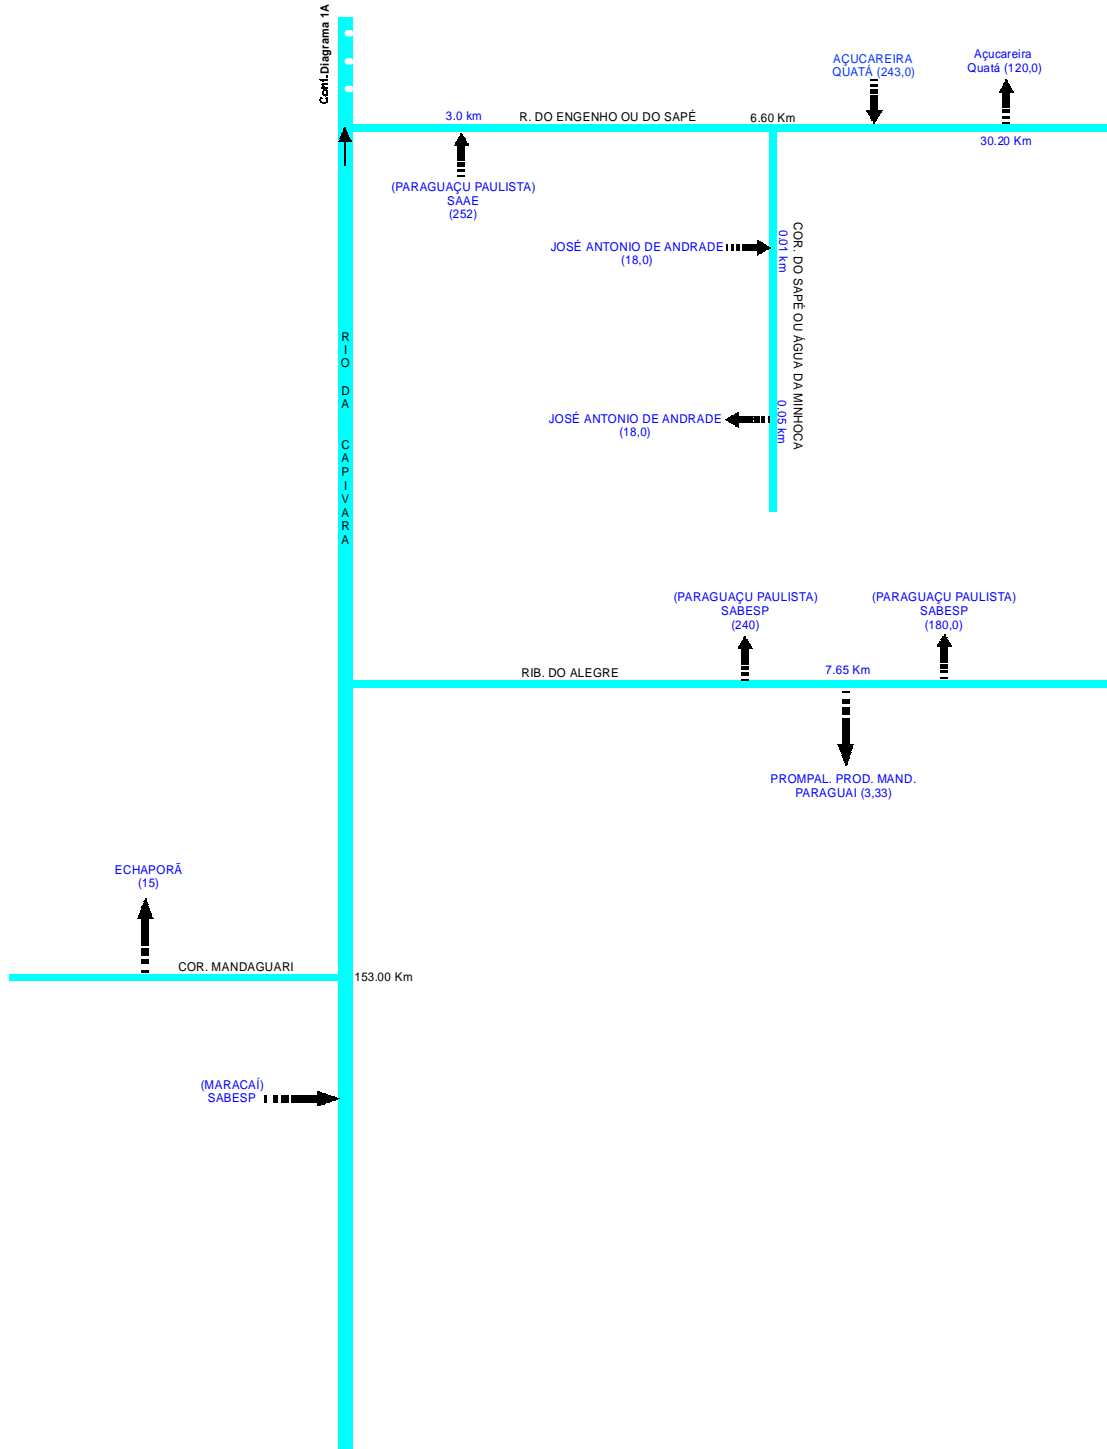 Cont.Diagrama 1A
AÇUCAREIRA
QUATÁ (243,0)
Açucareira
Quatá (120,0)
3.0 km
R. DO ENGENHO OU DO SAPÉ
6.60 Km
30.20 Km
(PARAGUAÇU PAULISTA)
SAAE
(252)
JOSÉ ANTONIO DE ANDRADE
(18,0)
0.01 km
COR. DO SAPÉ OU ÁGUA DA MINHOCA
RIO DA CAPIVARA
JOSÉ ANTONIO DE ANDRADE
(18,0)
0.05 km
(PARAGUAÇU PAULISTA)
SABESP
(240)
(PARAGUAÇU PAULISTA)
SABESP
(180,0)
RIB. DO ALEGRE
7.65 Km
PROMPAL. PROD. MAND.
PARAGUAI (3,33)
ECHAPORÃ
(15)
COR. MANDAGUARI
153.00 Km
(MARACAÍ)
SABESP